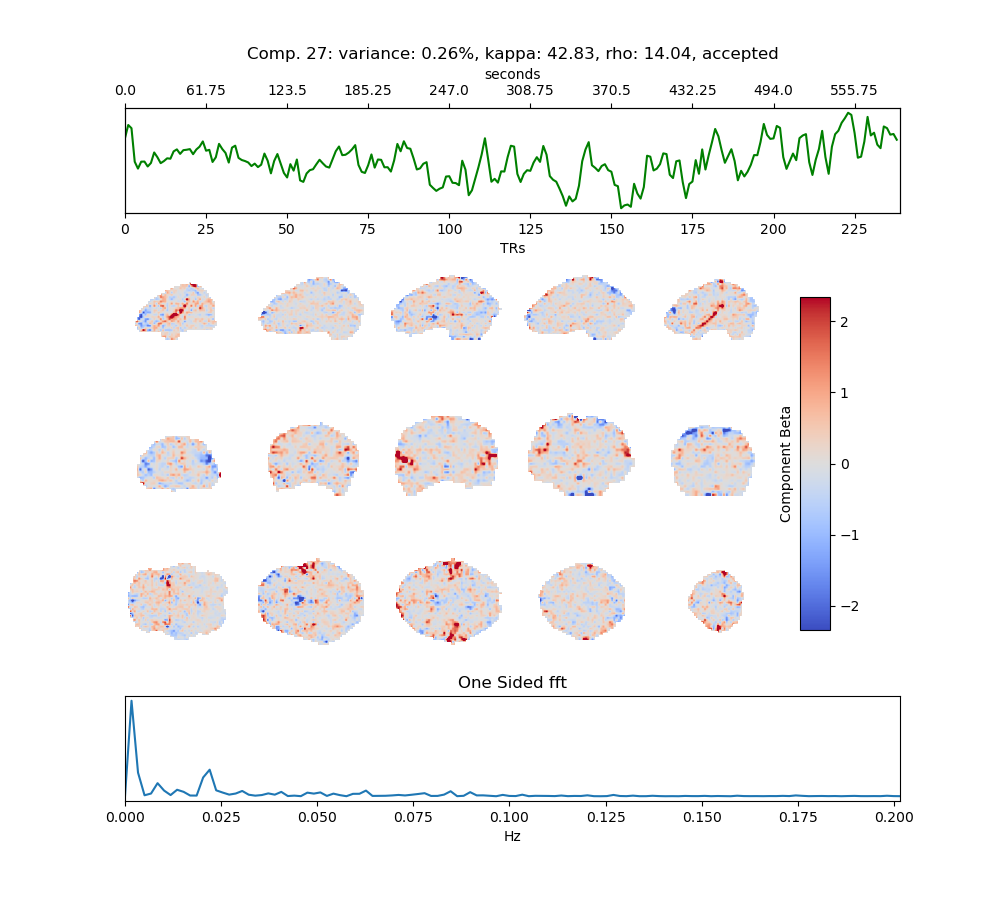 Comp. 27: variance: 0.26%, kappa: 42.83, rho: 14.04, accepted
seconds
0.0 61.75 123.5 185.25 247.0 308.75 370.5 432.25 494.0 555.75
0 25 50 75 100 125 150 175 200 225
TRs
2
1
0
−1
−2
Component Beta
One Sided fft
0.000 0.025 0.050 0.075 0.100 0.125 0.150 0.175 0.200
Hz